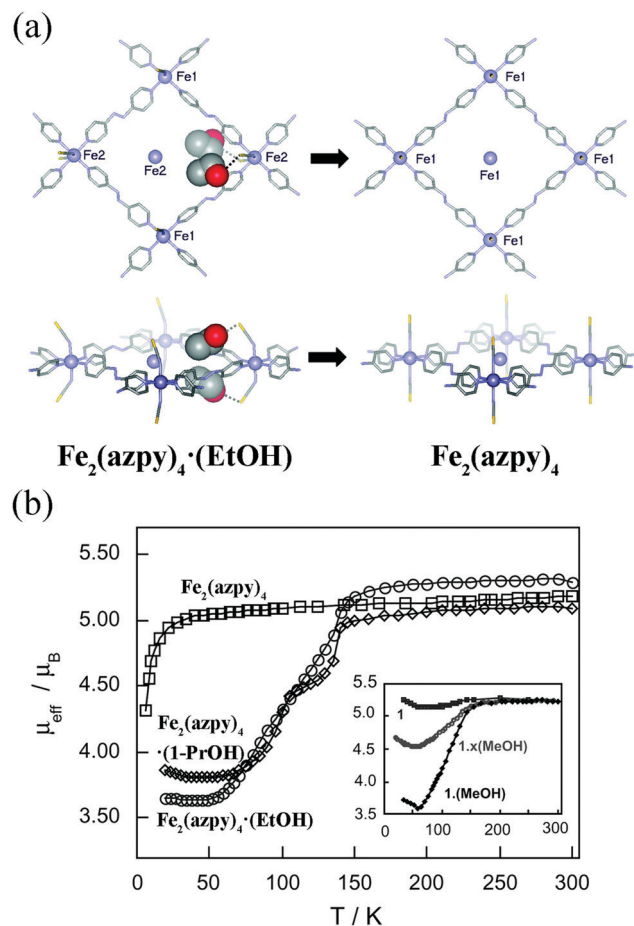 (a)
Fe1
Fe2
Fe2
Fe2
Fe1
Fe1
Fe1
Fe1
Fe1
Fe1
Fe₂(azpy)₄·(EtOH)
Fe₂(azpy)₄
(b)
5.50
5.00
4.50
4.00
3.50
μeff / μB
Fe₂(azpy)₄
Fe₂(azpy)₄
·(1-PrOH)
Fe₂(azpy)₄·(EtOH)
5.5
5.0
4.5
4.0
3.5
1
1.x(MeOH)
1.(MeOH)
0 100 200 300
0 50 100 150 200 250 300
T / K